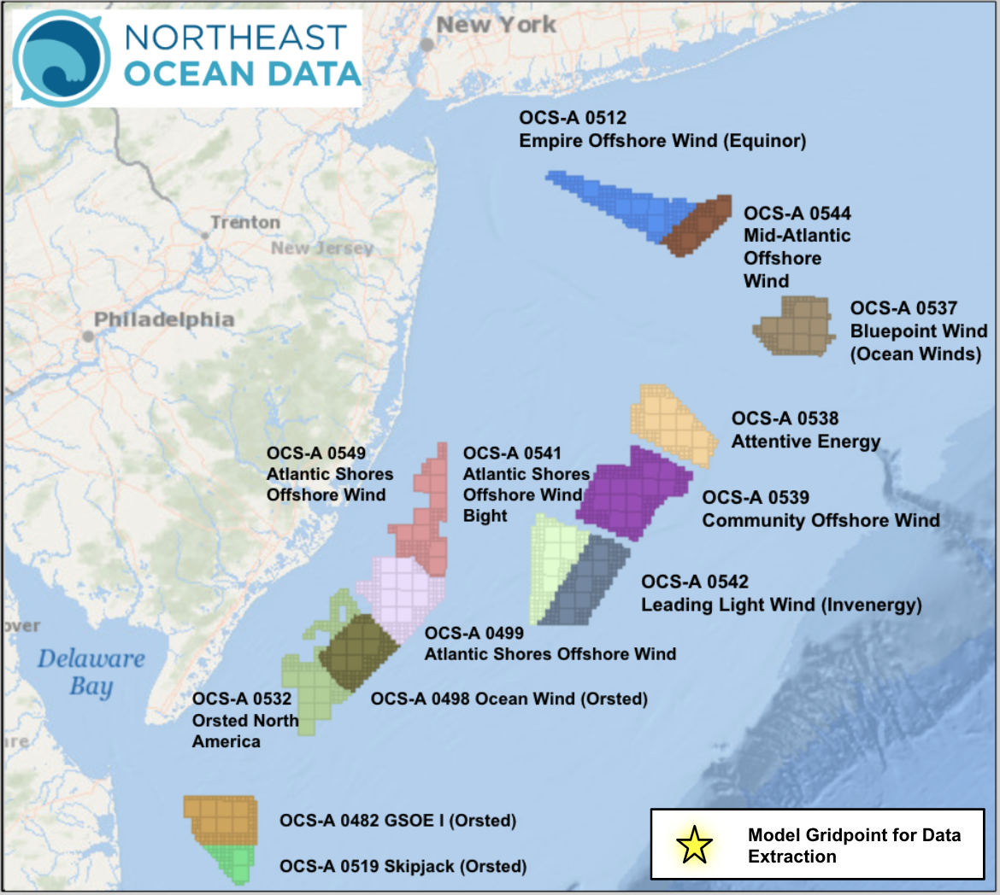 NORTHEAST
OCEAN DATA
New York
OCS-A 0512
Empire Offshore Wind (Equinor)
OCS-A 0544
Mid-Atlantic
Offshore
Wind
Trenton
New Jersey
Philadelphia
OCS-A 0537
Bluepoint Wind
(Ocean Winds)
OCS-A 0538
Attentive Energy
OCS-A 0549
Atlantic Shores
Offshore Wind
OCS-A 0541
Atlantic Shores
Offshore Wind
Bight
OCS-A 0539
Community Offshore Wind
OCS-A 0542
Leading Light Wind (Invenergy)
over
Delaware
Bay
OCS-A 0499
Atlantic Shores Offshore Wind
OCS-A 0532
Orsted North
America
OCS-A 0498 Ocean Wind (Orsted)
are
OCS-A 0482 GSOE I (Orsted)
OCS-A 0519 Skipjack (Orsted)
Model Gridpoint for Data
Extraction